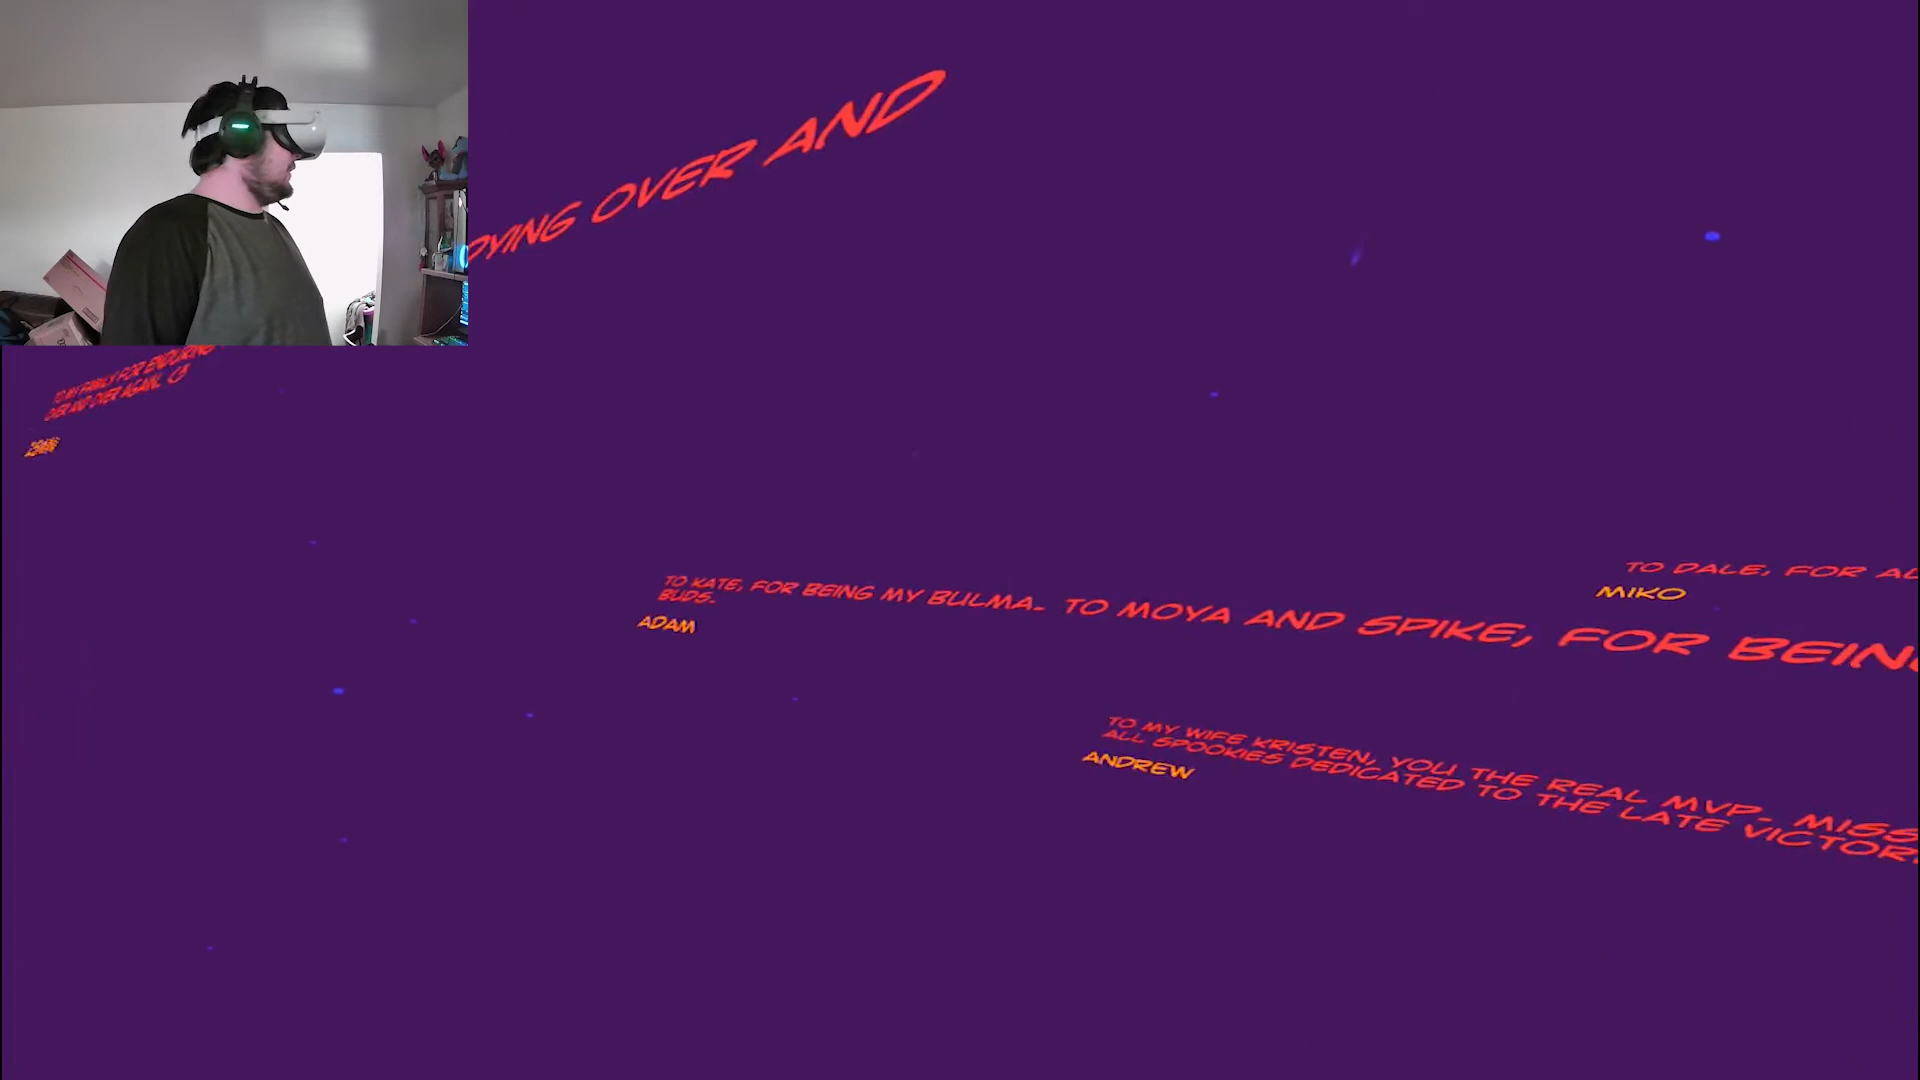 PYING OVER AND
TO MY FAMILY FOR ENDURING
OVER AND OVER AGAIN. <3
TO KATE, FOR BEING MY BULMA. TO MOYA AND SPIKE, FOR BEING
BUDS.
ADAM
TO DALE, FOR AL
MIKO
TO MY WIFE KRISTEN, YOU THE REAL MVP. MISS
ALL SPOOKIES DEDICATED TO THE LATE VICTOR
ANDREW